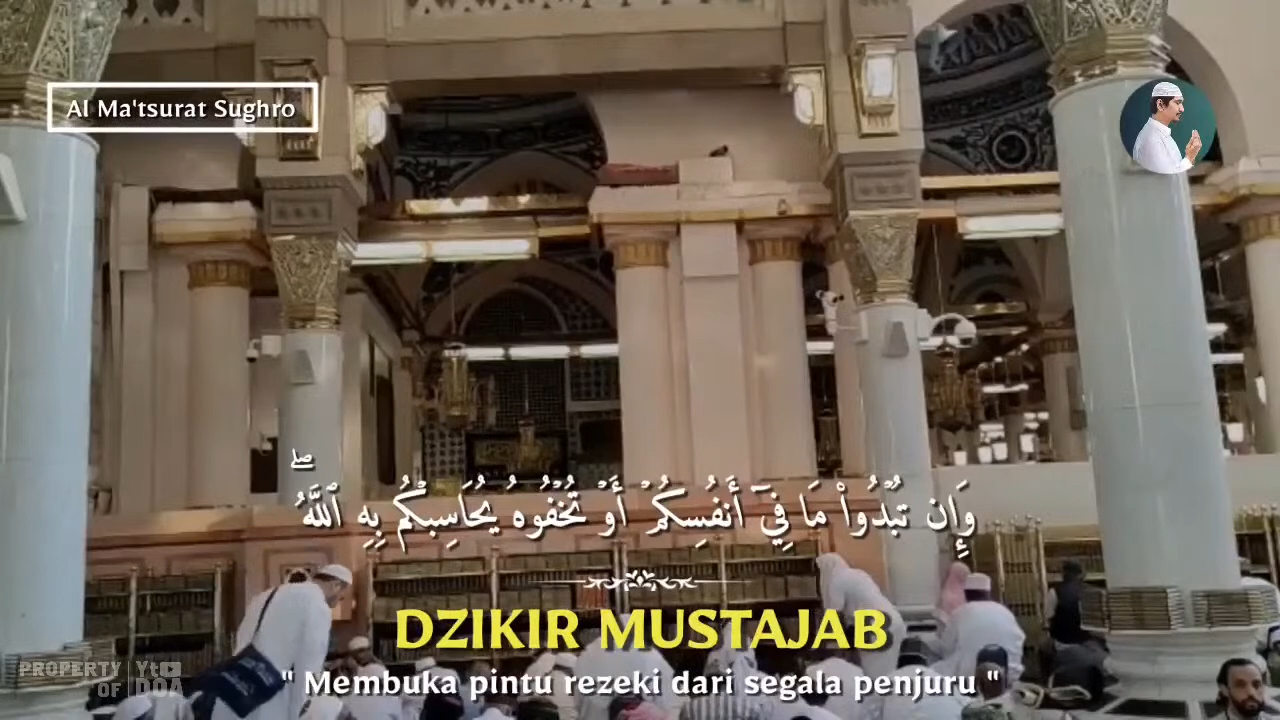 Al Ma'tsurat Sughro
وَإِن تُبْدُوا۟ مَا فِىٓ أَنفُسِكُمْ أَوْ تُخْفُوهُ يُحَاسِبْكُم بِهِ ٱللَّهُ ۖ
DZIKIR MUSTAJAB
" Membuka pintu rezeki dari segala penjuru "
PROPERTY OF
Yt DOA